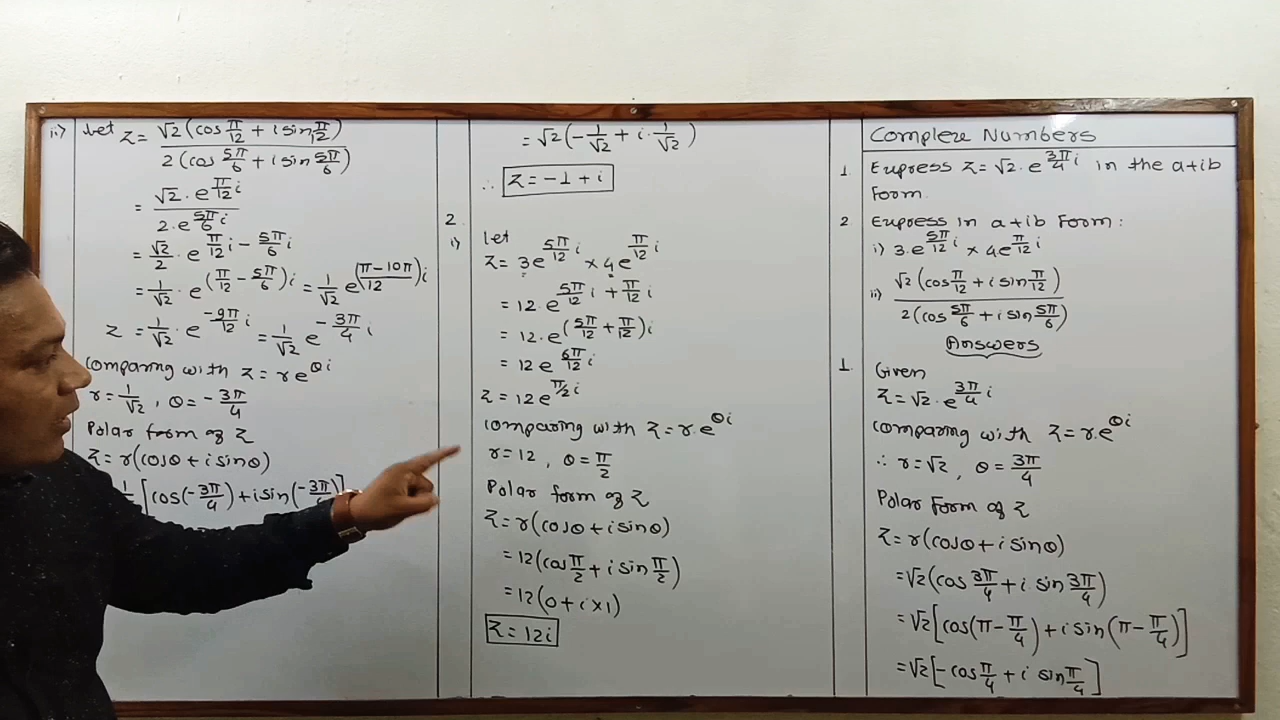 Complex Numbers
1. Express z = √2 · e^(3π/4 i) in the a+ib
Form.
2 Express in a+ib Form:
i) 3·e^(5π/12 i) × 4e^(π/12 i)
ii) √2 (cos π/12 + i sin π/12) / 2 (cos 5π/6 + i sin 5π/6)
Answers
1. Given
z = √2 · e^(3π/4 i)
Comparing with z = r·e^(θi)
∴ r = √2 , θ = 3π/4
Polar Form of z
z = r(cosθ + i sinθ)
= √2 (cos 3π/4 + i sin 3π/4)
= √2 [cos(π − π/4) + i sin(π − π/4)]
= √2 [−cos π/4 + i sin π/4]
= √2 (−1/√2 + i · 1/√2)
∴ z = −1 + i
2.
i) let
z = 3e^(5π/12 i) × 4e^(π/12 i)
= 12·e^(5π/12 i + π/12 i)
= 12·e^((5π/12 + π/12)i)
= 12e^(6π/12 i)
z = 12e^(π/2 i)
Comparing with z = r·e^(θi)
r = 12 , θ = π/2
Polar form of z
z = r(cosθ + i sinθ)
= 12(cos π/2 + i sin π/2)
= 12(0 + i×1)
z = 12i
ii) Let z = √2 (cos π/12 + i sin π/12) / 2 (cos 5π/6 + i sin 5π/6)
= √2 · e^(π/12 i) / 2·e^(5π/6 i)
= √2/2 · e^(π/12 i − 5π/6 i)
= 1/√2 · e^((π/12 − 5π/6)i) = 1/√2 e^((π−10π)/12 i)
z = 1/√2 · e^(−9π/12 i) = 1/√2 e^(−3π/4 i)
Comparing with z = re^(θi)
r = 1/√2 , θ = −3π/4
Polar form of z
z = r(cosθ + i sinθ)
[cos(−3π/4) + i sin(−3π/